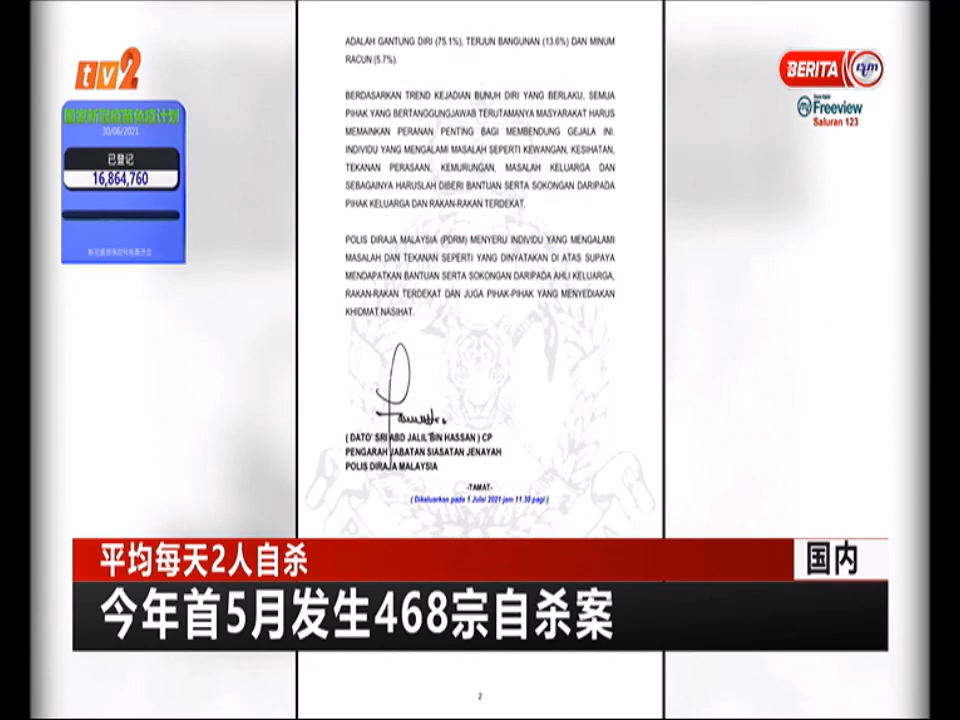 ADALAH GANTUNG DIRI (75.1%), TERJUN BANGUNAN (13.6%) DAN MINUM
RACUN (5.7%).
BERDASARKAN TREND KEJADIAN BUNUH DIRI YANG BERLAKU, SEMUA
PIHAK YANG BERTANGGUNGJAWAB TERUTAMANYA MASYARAKAT HARUS
MEMAINKAN PERANAN PENTING BAGI MEMBENDUNG GEJALA INI.
INDIVIDU YANG MENGALAMI MASALAH SEPERTI KEWANGAN, KESIHATAN,
TEKANAN PERASAAN, KEMURUNGAN, MASALAH KELUARGA DAN
SEBAGAINYA HARUSLAH DIBERI BANTUAN SERTA SOKONGAN DARIPADA
PIHAK KELUARGA DAN RAKAN-RAKAN TERDEKAT.
POLIS DIRAJA MALAYSIA (PDRM) MENYERU INDIVIDU YANG MENGALAMI
MASALAH DAN TEKANAN SEPERTI YANG DINYATAKAN DI ATAS SUPAYA
MENDAPATKAN BANTUAN SERTA SOKONGAN DARIPADA AHLI KELUARGA,
RAKAN-RAKAN TERDEKAT DAN JUGA PIHAK-PIHAK YANG MENYEDIAKAN
KHIDMAT NASIHAT.
( DATO' SRI ABD JALIL BIN HASSAN ) CP
PENGARAH JABATAN SIASATAN JENAYAH
POLIS DIRAJA MALAYSIA
-TAMAT-
( Dikeluarkan pada 1 Julai 2021 jam 11.30 pagi )
2
tv2
国家新冠疫苗免疫计划
30/06/2021
已登记
16,864,760
BERITA rtm
myFreeview
Saluran 123
平均每天2人自杀
国内
今年首5月发生468宗自杀案